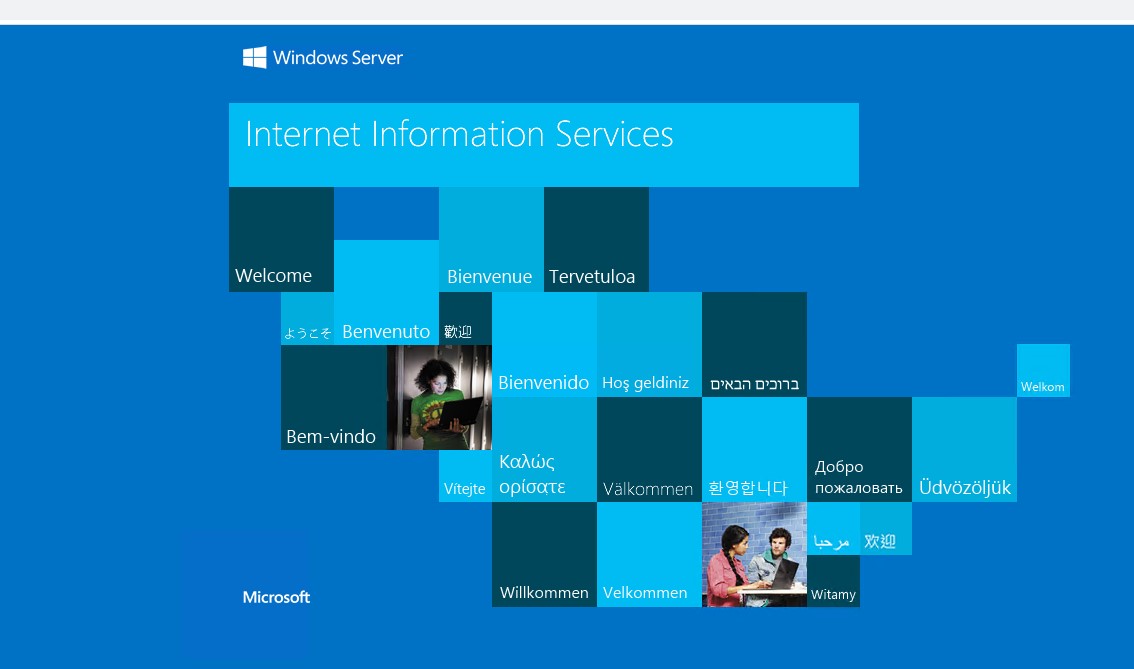 Windows Server
Internet Information Services
Welcome
Bienvenue
Tervetuloa
ようこそ
Benvenuto
歡迎
Bienvenido
Hoş geldiniz
ברוכים הבאים
Welkom
Bem-vindo
Vítejte
Καλώς
ορίσατε
Välkommen
환영합니다
Добро
пожаловать
Üdvözöljük
مرحبا
欢迎
Microsoft
Willkommen
Velkommen
Witamy